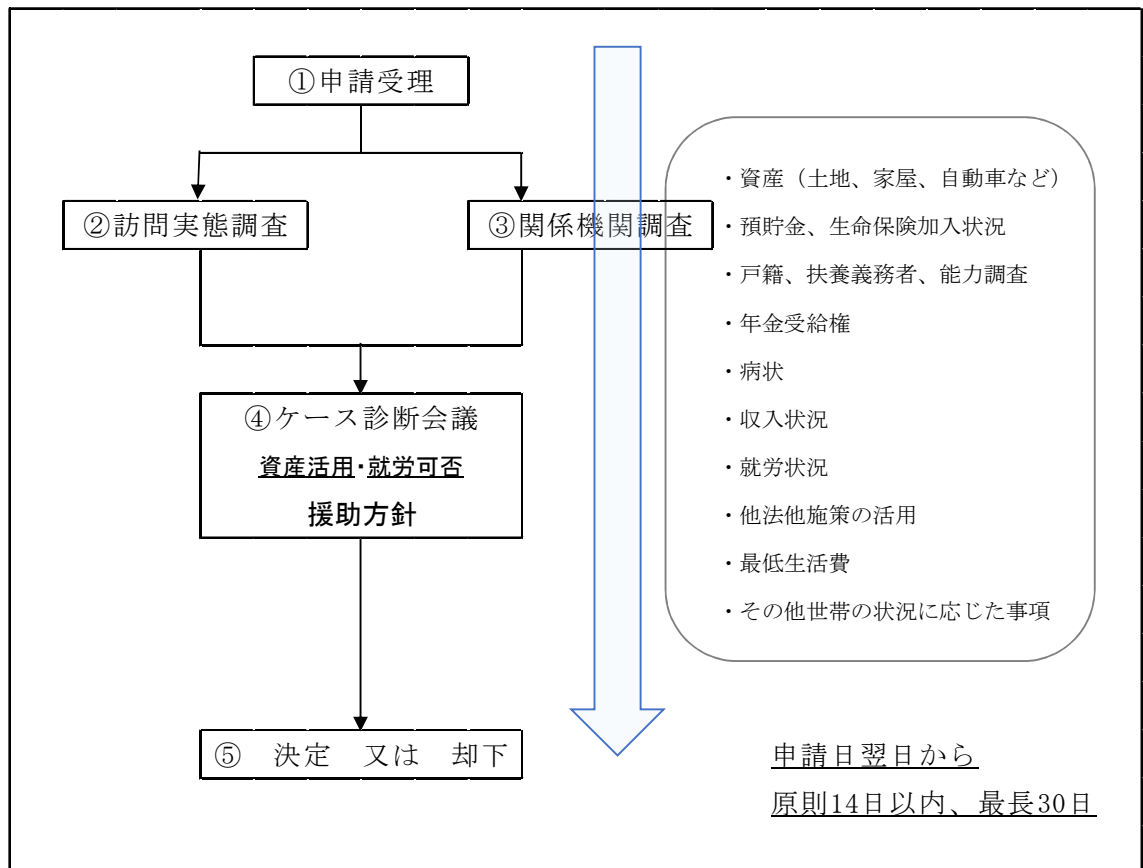 ①申請受理
②訪問実態調査
③関係機関調査
④ケース診断会議
資産活用・就労可否
援助方針
⑤　決定　又は　却下
・資産（土地、家屋、自動車など）
・預貯金、生命保険加入状況
・戸籍、扶養義務者、能力調査
・年金受給権
・病状
・収入状況
・就労状況
・他法他施策の活用
・最低生活費
・その他世帯の状況に応じた事項
申請日翌日から
原則14日以内、最長30日